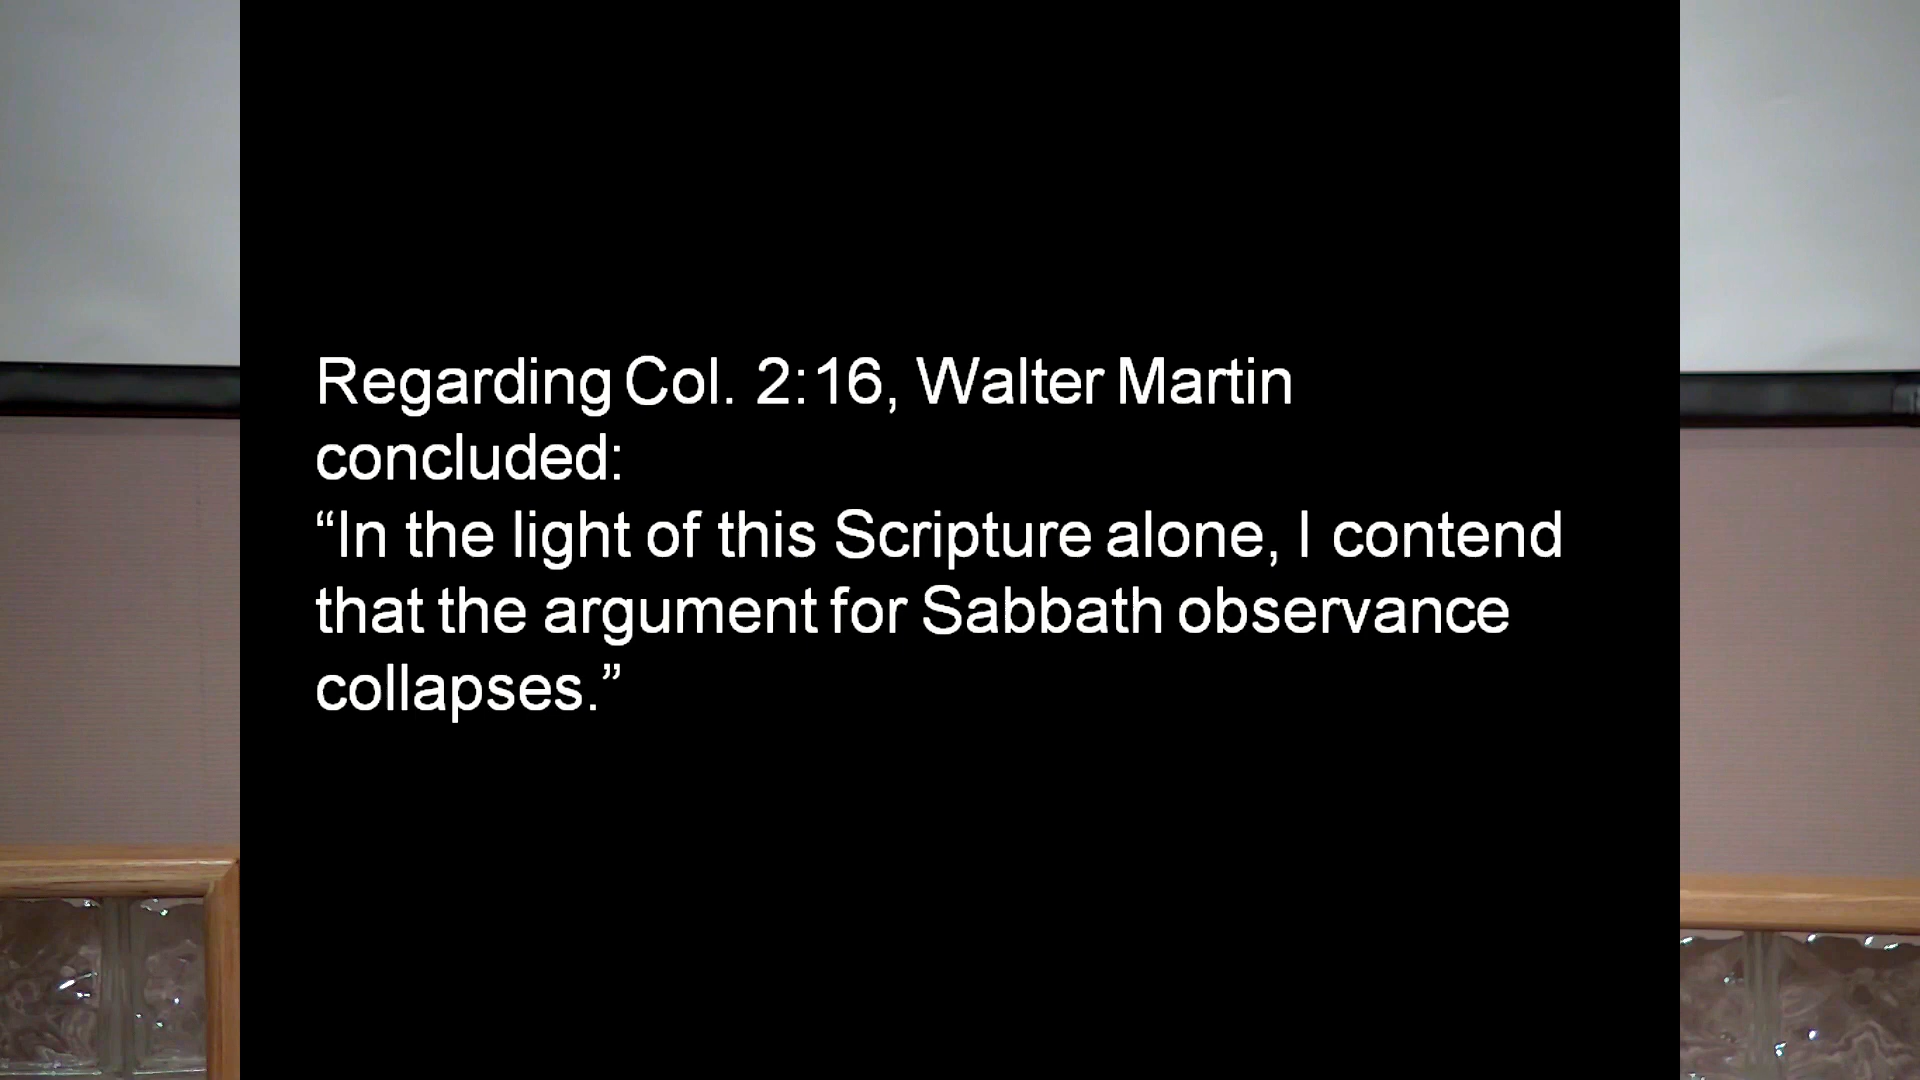 Regarding Col. 2:16, Walter Martin
concluded:
“In the light of this Scripture alone, I contend
that the argument for Sabbath observance
collapses.”